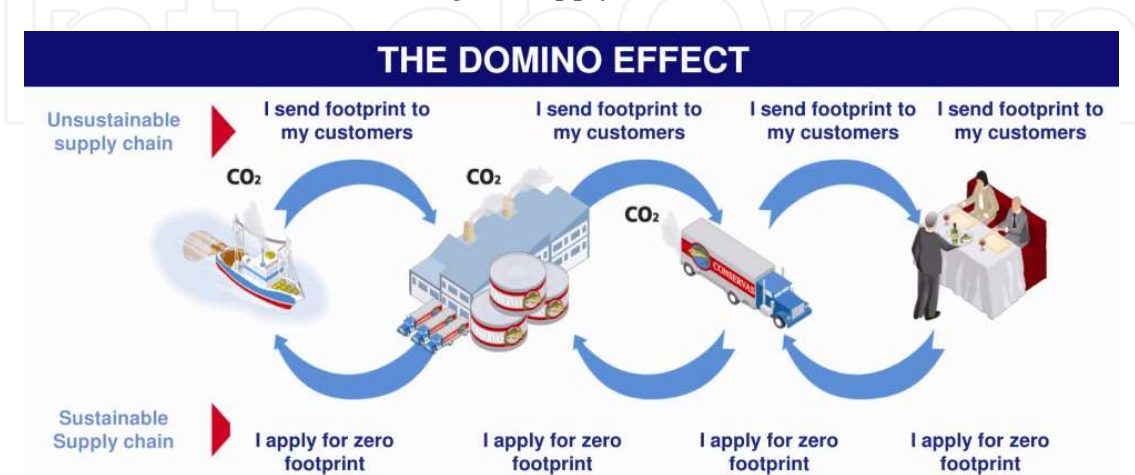 THE DOMINO EFFECT
Unsustainable
supply chain
I send footprint to
my customers
I send footprint to
my customers
I send footprint to
my customers
I send footprint to
my customers
CO₂
CO₂
CO₂
CONSERVAS
Sustainable
Supply chain
I apply for zero
footprint
I apply for zero
footprint
I apply for zero
footprint
I apply for zero
footprint